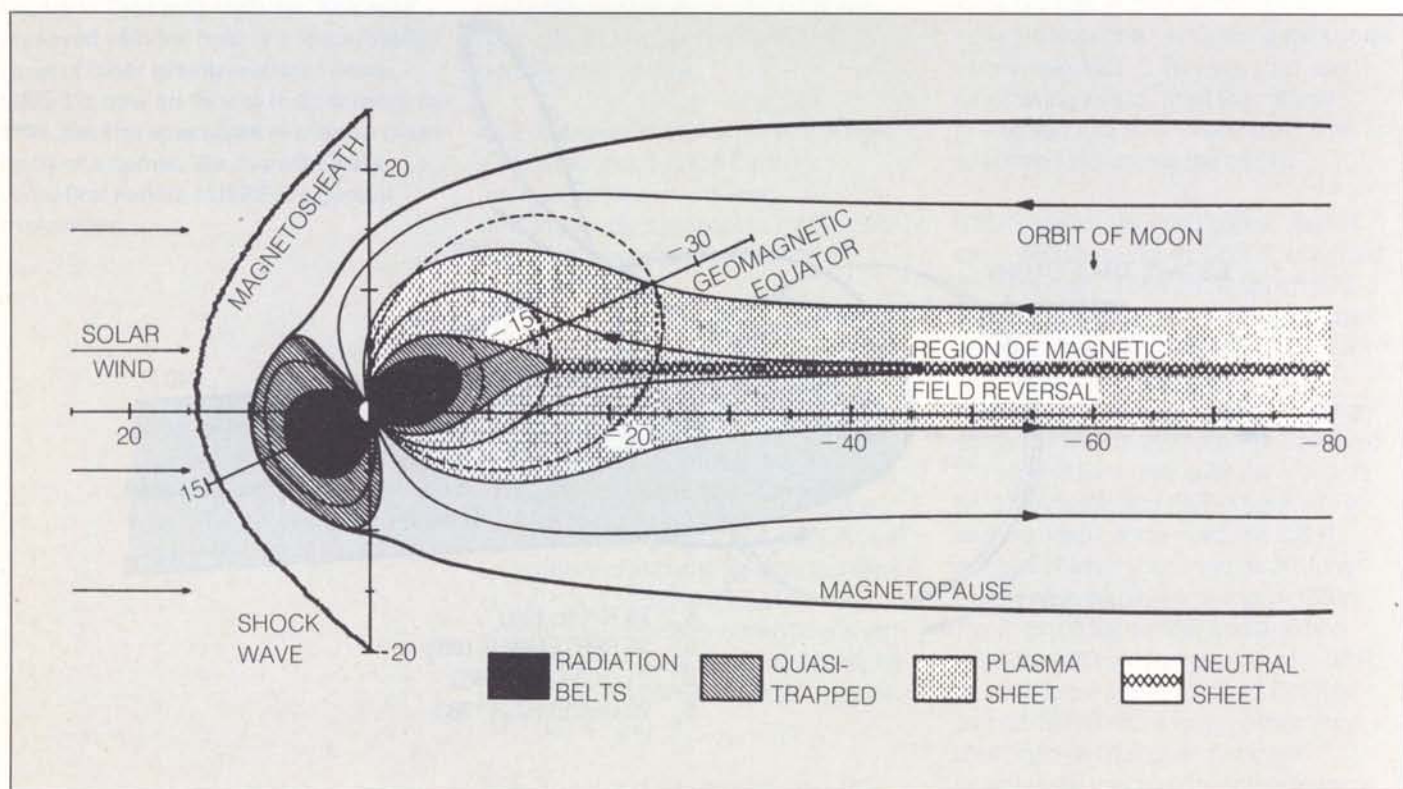 20
MAGNETOSHEATH
-30
GEOMAGNETIC
EQUATOR
ORBIT OF MOON
SOLAR
WIND
-15
REGION OF MAGNETIC
FIELD REVERSAL
20
-20
-40
-60
-80
15
MAGNETOPAUSE
SHOCK
WAVE
-20
RADIATION
BELTS
QUASI-
TRAPPED
PLASMA
SHEET
NEUTRAL
SHEET